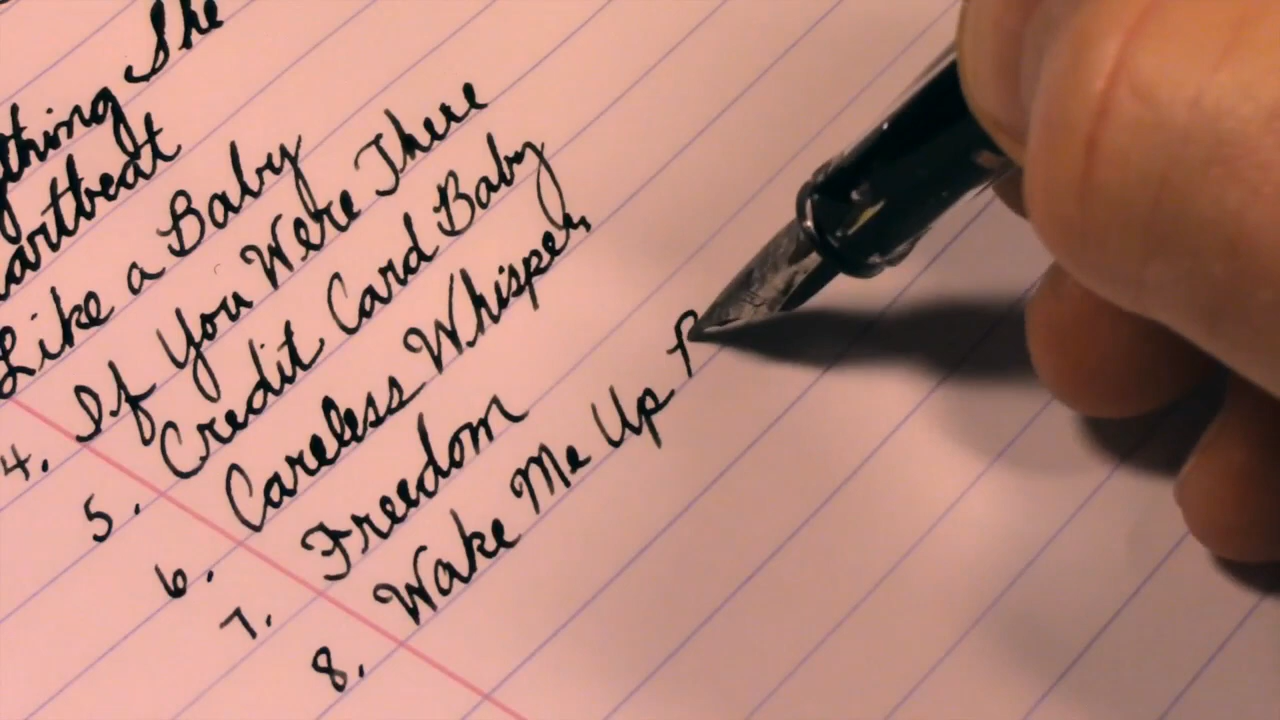 thing She
artbeat
Like a Baby
4. If You Were There
5. Credit Card Baby
6. Careless Whisper
7. Freedom
8. Wake Me Up